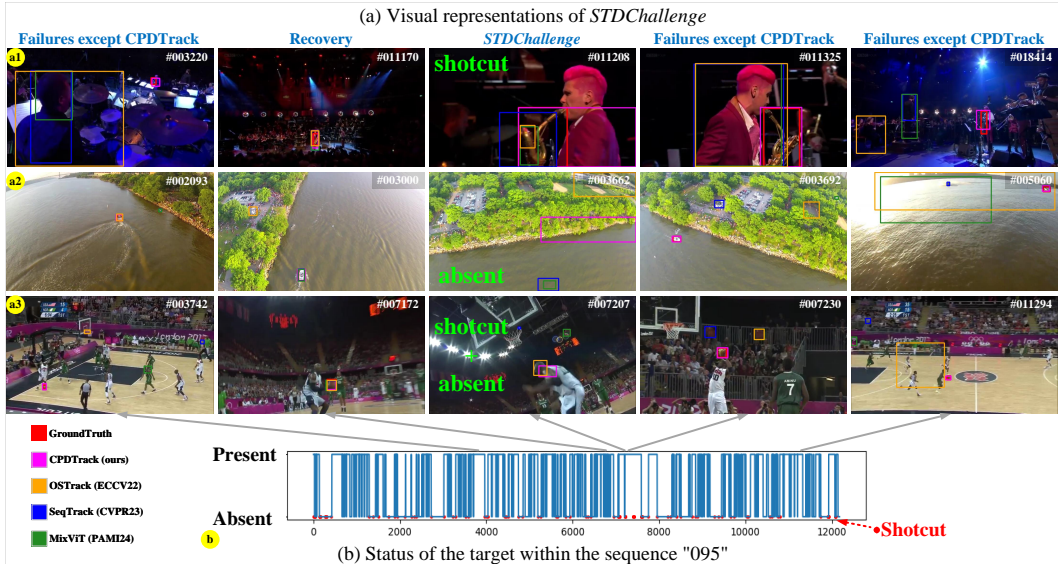 (a) Visual representations of STDChallenge
Failures except CPDTrack
Recovery
STDChallenge
Failures except CPDTrack
Failures except CPDTrack
a1
#003220
#011170
shotcut
#011208
#011325
#018414
a2
#002093
#003000
#003662
absent
#003692
#005060
a3
#003742
#007172
shotcut
absent
#007207
#007230
7
#011294
GroundTruth
CPDTrack (ours)
OSTrack (ECCV22)
SeqTrack (CVPR23)
MixViT (PAMI24)
Present
Absent
0
2000
4000
6000
8000
10000
12000
Shotcut
b
(b) Status of the target within the sequence "095"